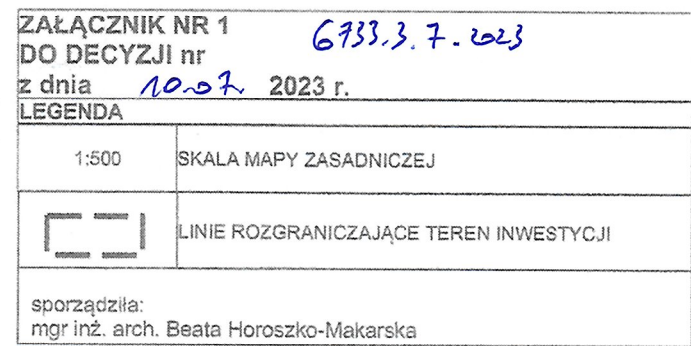 ZAŁĄCZNIK NR 1
DO DECYZJI nr 6733.3.7.2023
z dnia 10.07. 2023 r.
LEGENDA
1:500 SKALA MAPY ZASADNICZEJ
LINIE ROZGRANICZAJĄCE TEREN INWESTYCJI
sporządziła:
mgr inż. arch. Beata Horoszko-Makarska